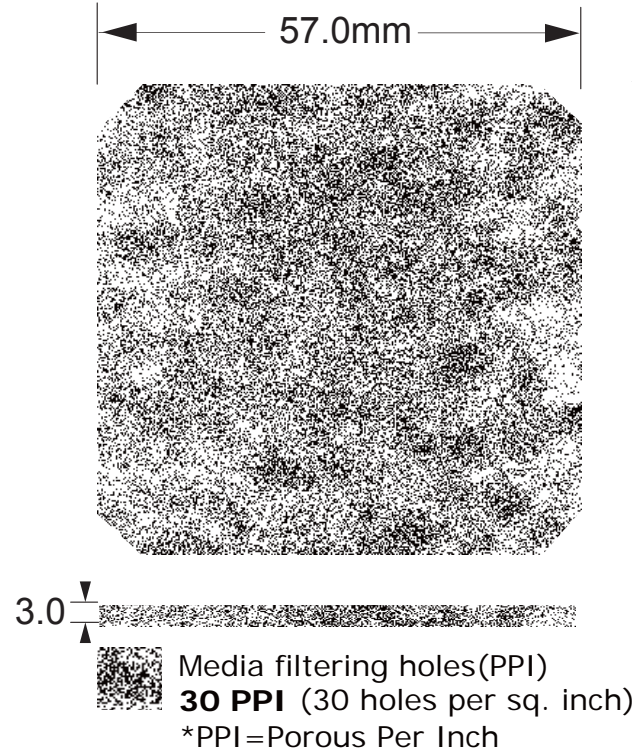 57.0mm
3.0
Media filtering holes(PPI)
30 PPI (30 holes per sq. inch)
*PPI=Porous Per Inch